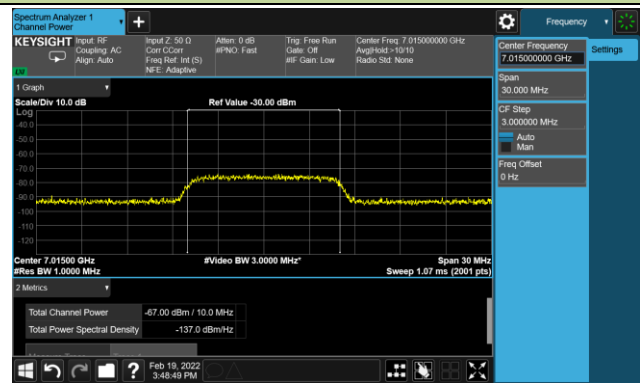 Spectrum Analyzer 1
Channel Power
Frequency
KEYSIGHT
Input: RF
Coupling: AC
Align: Auto
Input Z: 50 Ω
Corr CCorr
Freq Ref: Int (S)
NFE: Adaptive
Atten: 0 dB
#PNO: Fast
Trig: Free Run
Gate: Off
#IF Gain: Low
Center Freq: 7.015000000 GHz
Avg|Hold:>10/10
Radio Std: None
1 Graph
Scale/Div 10.0 dB
Ref Value -30.00 dBm
Log
-40.0
-50.0
-60.0
-70.0
-80.0
-90.0
-100
-110
-120
Center 7.01500 GHz
#Video BW 3.0000 MHz*
Span 30 MHz
#Res BW 1.0000 MHz
Sweep 1.07 ms (2001 pts)
2 Metrics
Total Channel Power
-67.00 dBm / 10.0 MHz
Total Power Spectral Density
-137.0 dBm/Hz
Feb 19, 2022
3:48:49 PM
Center Frequency
7.015000000 GHz
Settings
Span
30.000 MHz
CF Step
3.000000 MHz
Auto
Man
Freq Offset
0 Hz